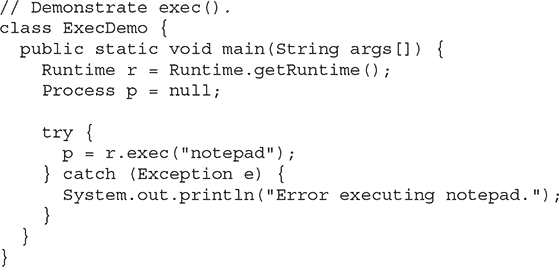 // Demonstrate exec().
class ExecDemo {
  public static void main(String args[]) {
    Runtime r = Runtime.getRuntime();
    Process p = null;

    try {
      p = r.exec("notepad");
    } catch (Exception e) {
      System.out.println("Error executing notepad.");
    }
  }
}